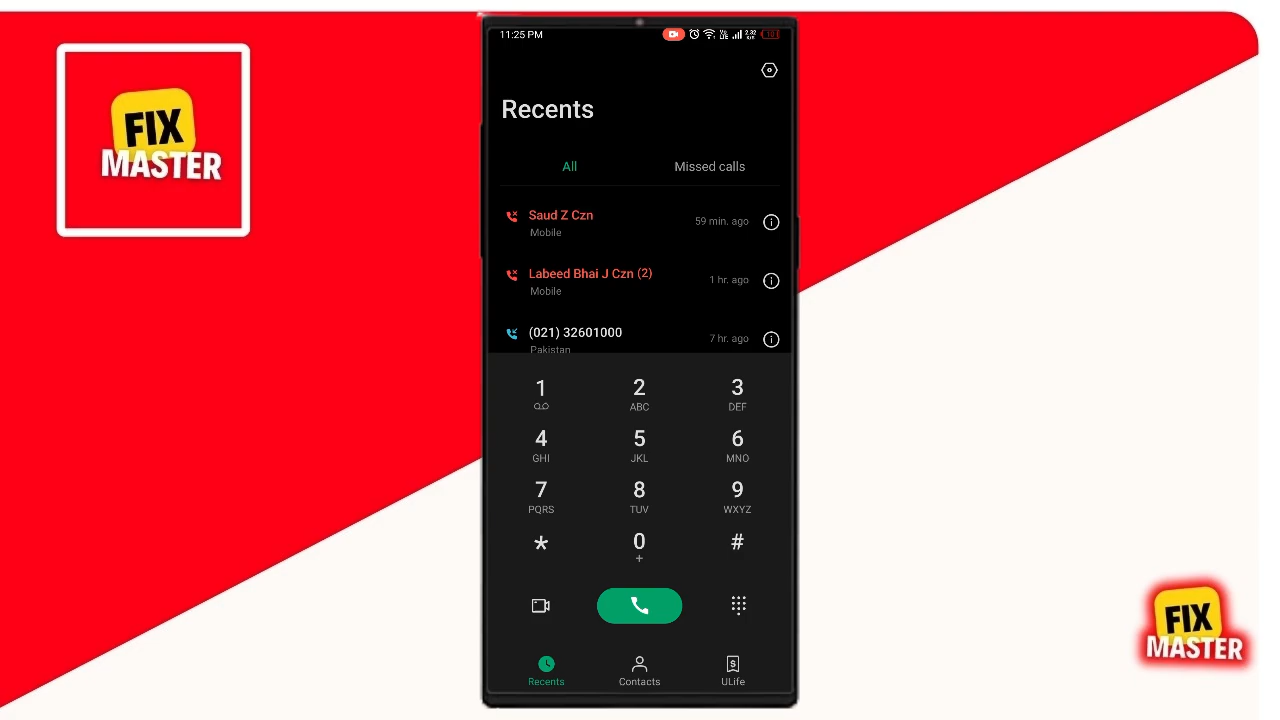 FIX
MASTER
11:25 PM
Recents
All
Missed calls
Saud Z Czn
Mobile
59 min. ago
Labeed Bhai J Czn (2)
Mobile
1 hr. ago
(021) 32601000
Pakistan
7 hr. ago
1
2
ABC
3
DEF
4
GHI
5
JKL
6
MNO
7
PQRS
8
TUV
9
WXYZ
*
0
+
#
Recents
Contacts
ULife
FIX
MASTER